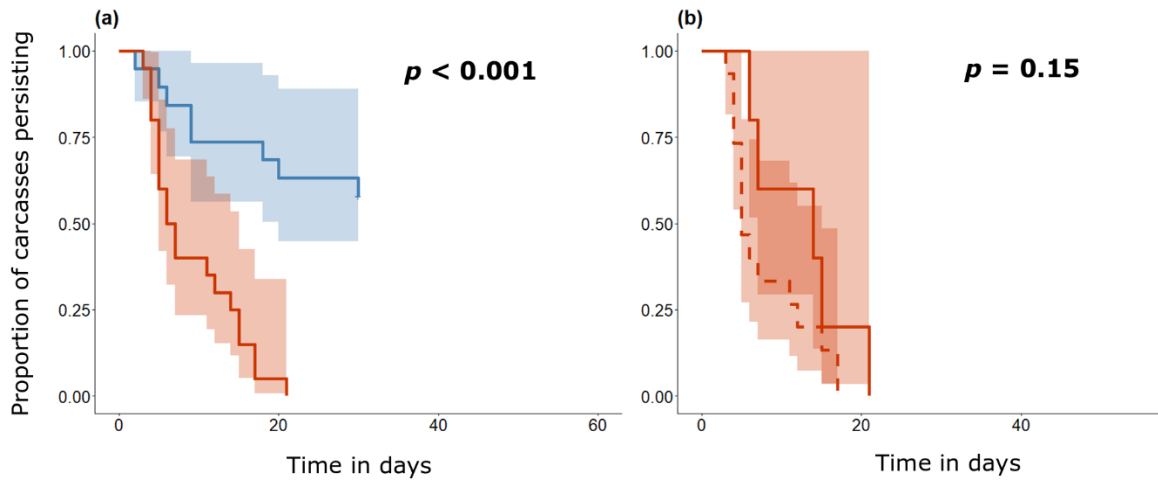 (a)
(b)
Proportion of carcasses persisting
1.00
0.75
0.50
0.25
0.00
p < 0.001
0
20
40
60
Time in days
1.00
0.75
0.50
0.25
0.00
p = 0.15
0
20
40
Time in days